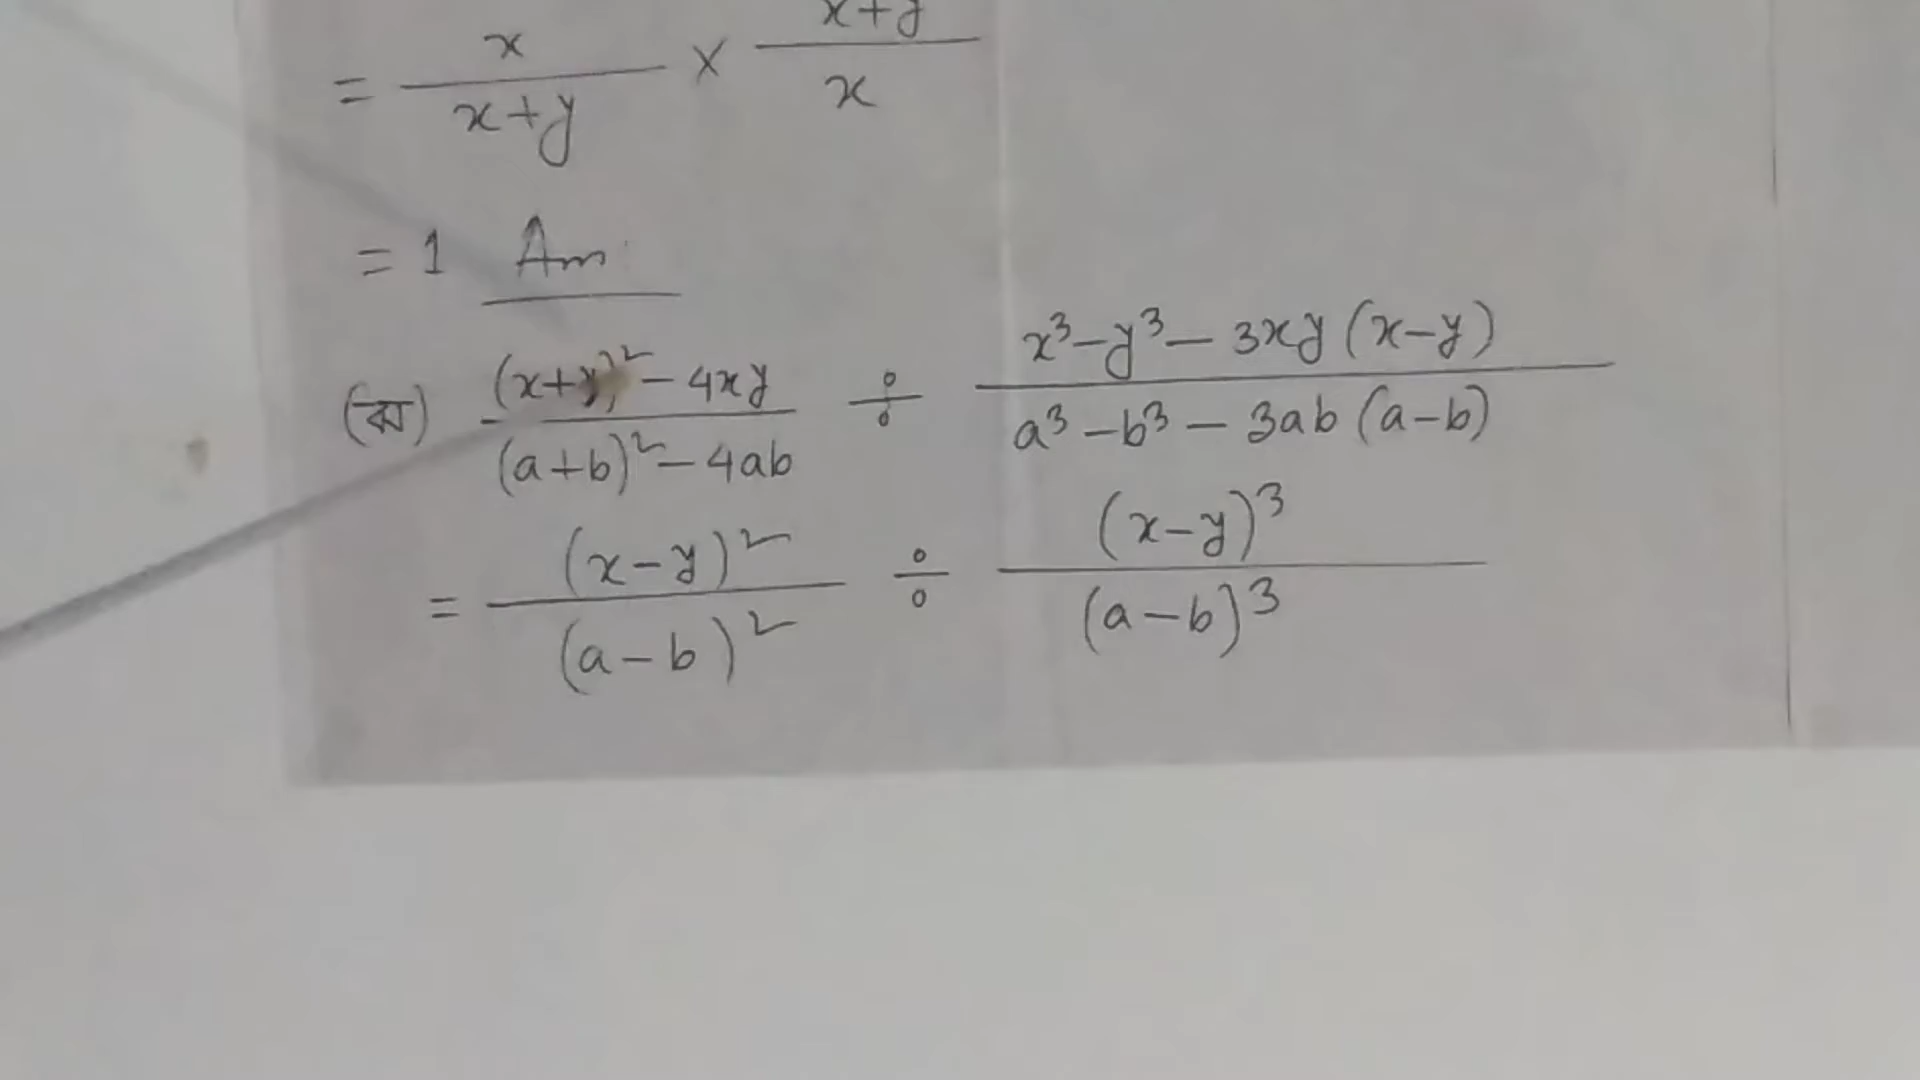 = x / x+y × x+y / x
= 1 Ans
(ঝ) (x+y)² − 4xy / (a+b)² − 4ab ÷ x³−y³− 3xy (x−y) / a³ −b³ − 3ab (a−b)
= (x−y)² / (a−b)² ÷ (x−y)³ / (a−b)³